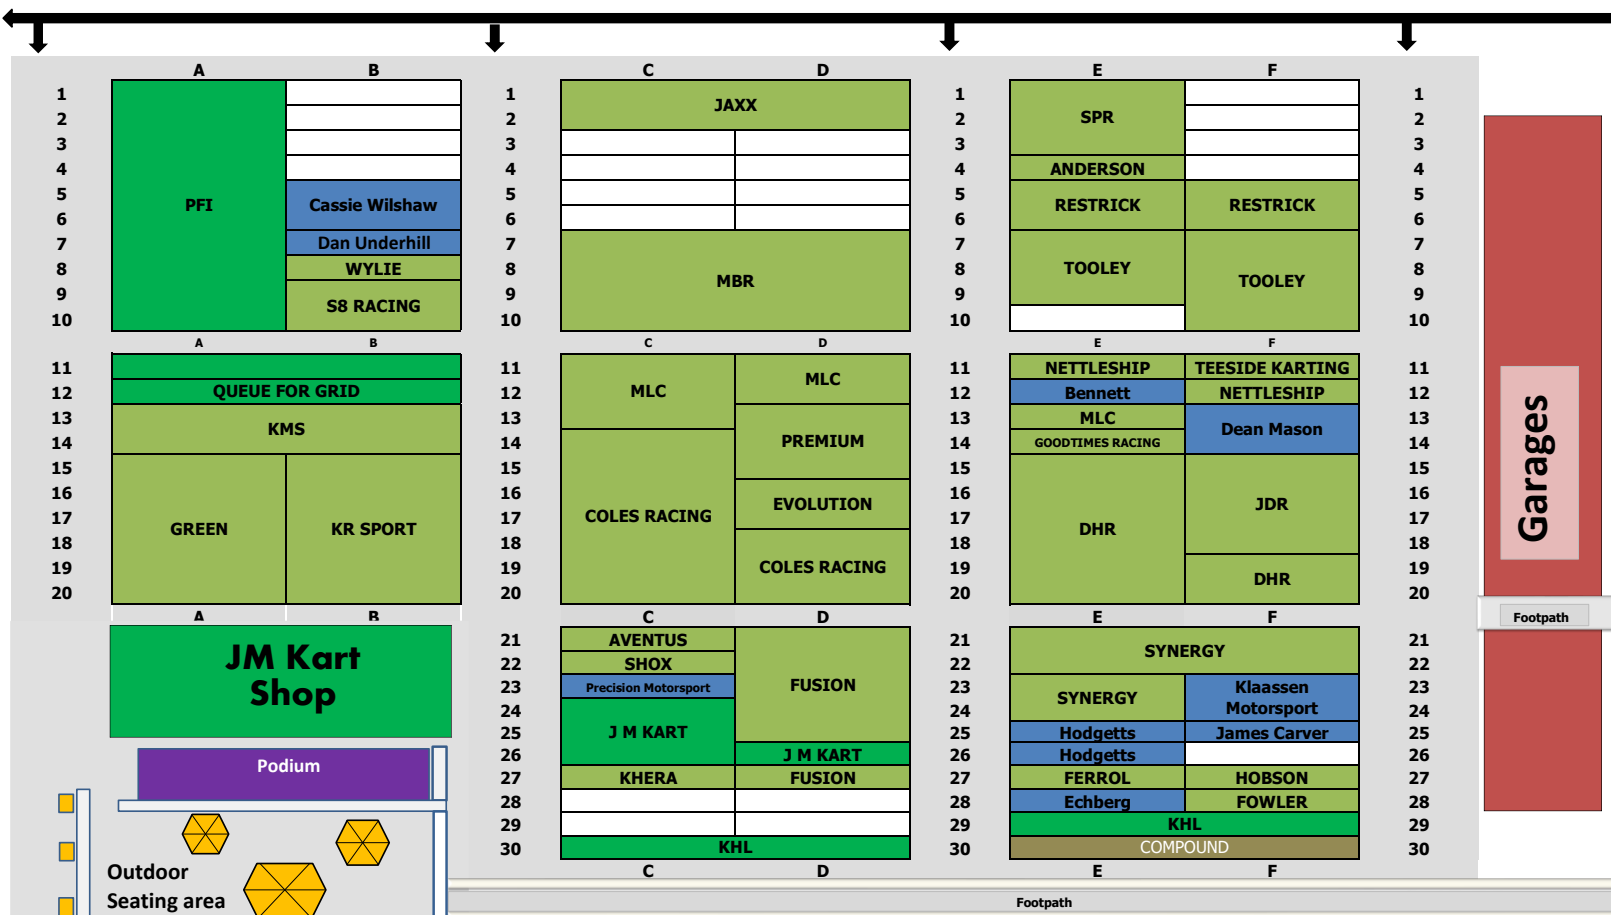 A B C D E F
1 1 1 1
2 JAXX 2 SPR 2 2
3 3 3 3
4 4 4 ANDERSON 4
5 PFI Cassie Wilshaw 5 5 RESTRICK RESTRICK 5
6 6 6 6
7 Dan Underhill 7 7 7
8 WYLIE 8 MBR 8 TOOLEY TOOLEY 8
9 S8 RACING 9 9 9
10 10 10 10
A B C D E F
11 11 MLC MLC 11 NETTLESHIP TEESIDE KARTING 11
12 QUEUE FOR GRID 12 12 Bennett NETTLESHIP 12
13 KMS 13 PREMIUM 13 MLC Dean Mason 13
14 14 14 GOODTIMES RACING 14
15 15 15 15
16 16 EVOLUTION 16 JDR 16
17 GREEN KR SPORT 17 COLES RACING 17 DHR 17
18 18 18 18
19 19 COLES RACING 19 DHR 19
20 20 20 20
A B C D E F
Garages
Footpath
JM Kart
Shop
21 AVENTUS 21 SYNERGY 21
22 SHOX 22 22
23 Precision Motorsport FUSION 23 SYNERGY Klaassen 23
24 24 Motorsport 24
25 J M KART 25 Hodgetts James Carver 25
26 J M KART 26 Hodgetts 26
27 KHERA FUSION 27 FERROL HOBSON 27
28 28 Echberg FOWLER 28
29 29 KHL 29
30 KHL 30 COMPOUND 30
C D E F
Podium
Outdoor
Seating area
Footpath